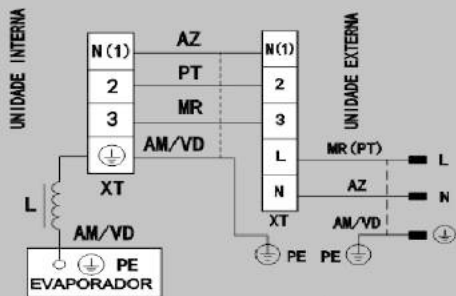 UNIDADE INTERNA
N(1)
2
3
XT
AZ
PT
MR
AM/VD
L
AM/VD
PE
EVAPORADOR
UNIDADE EXTERNA
N(1)
2
3
L
N
XT
PE
PE
MR(PT)
AZ
AM/VD
L
N